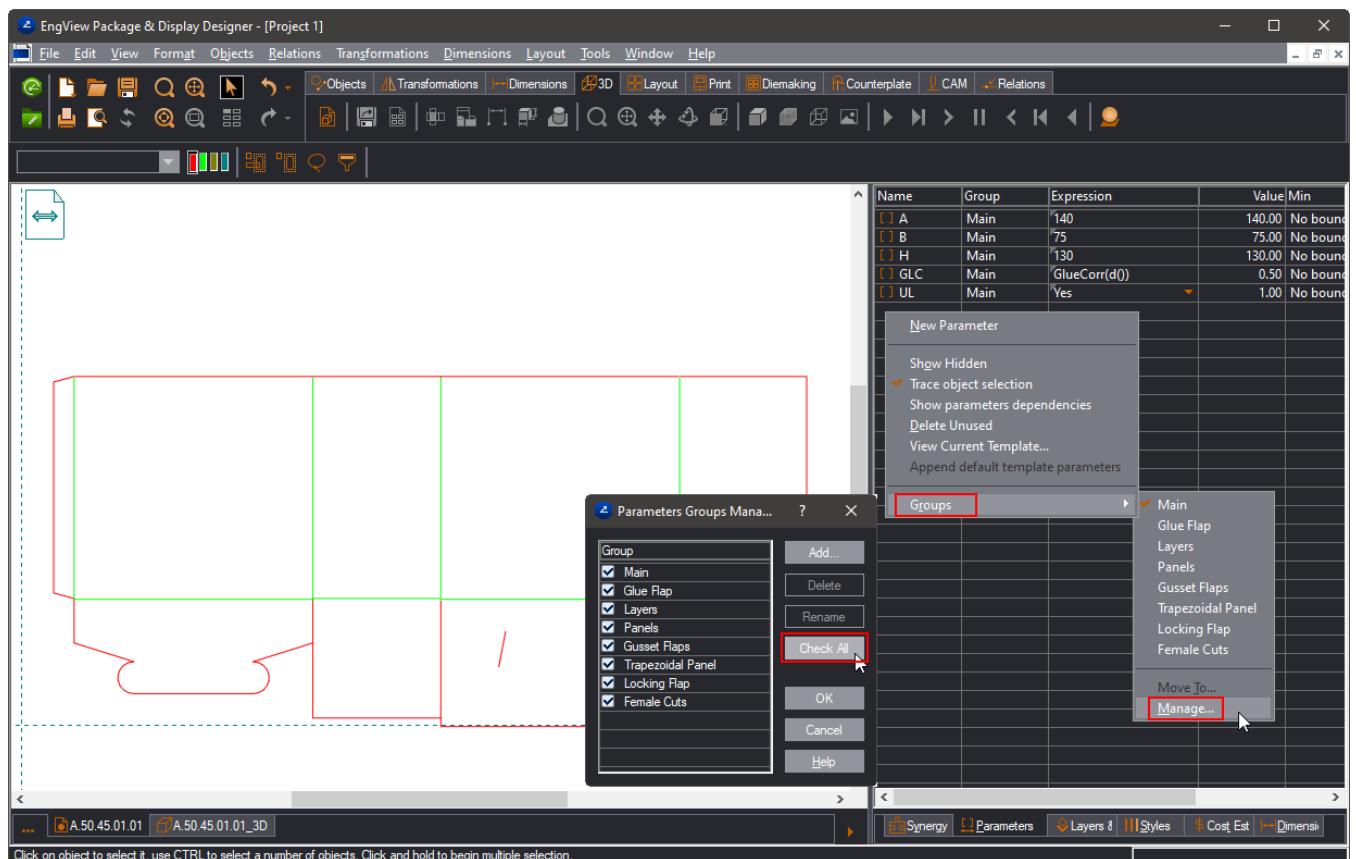 EngView Package & Display Designer - [Project 1]
File Edit View Format Objects Relations Transformations Dimensions Layout Tools Window Help
Objects Transformations Dimensions 3D Layout Print Diemaking Counterplate CAM Relations
Name Group Expression Value Min
[ ] A Main 140 140.00 No boun
[ ] B Main 75 75.00 No boun
[ ] H Main 130 130.00 No boun
[ ] GLC Main GlueCorr(d()) 0.50 No boun
[ ] UL Main Yes 1.00 No boun
New Parameter
Show Hidden
Trace object selection
Show parameters dependencies
Delete Unused
View Current Template...
Append default template parameters
Groups
Main
Glue Flap
Layers
Panels
Gusset Flaps
Trapezoidal Panel
Locking Flap
Female Cuts
Move To...
Manage...
Parameters Groups Mana... ?
Group
Main
Glue Flap
Layers
Panels
Gusset Flaps
Trapezoidal Panel
Locking Flap
Female Cuts
Add...
Delete
Rename
Check All
OK
Cancel
Help
... A.50.45.01.01 A.50.45.01.01_3D
Synergy Parameters Layers & Styles $ Cost Est Dimensi
Click on object to select it, use CTRL to select a number of objects. Click and hold to begin multiple selection.